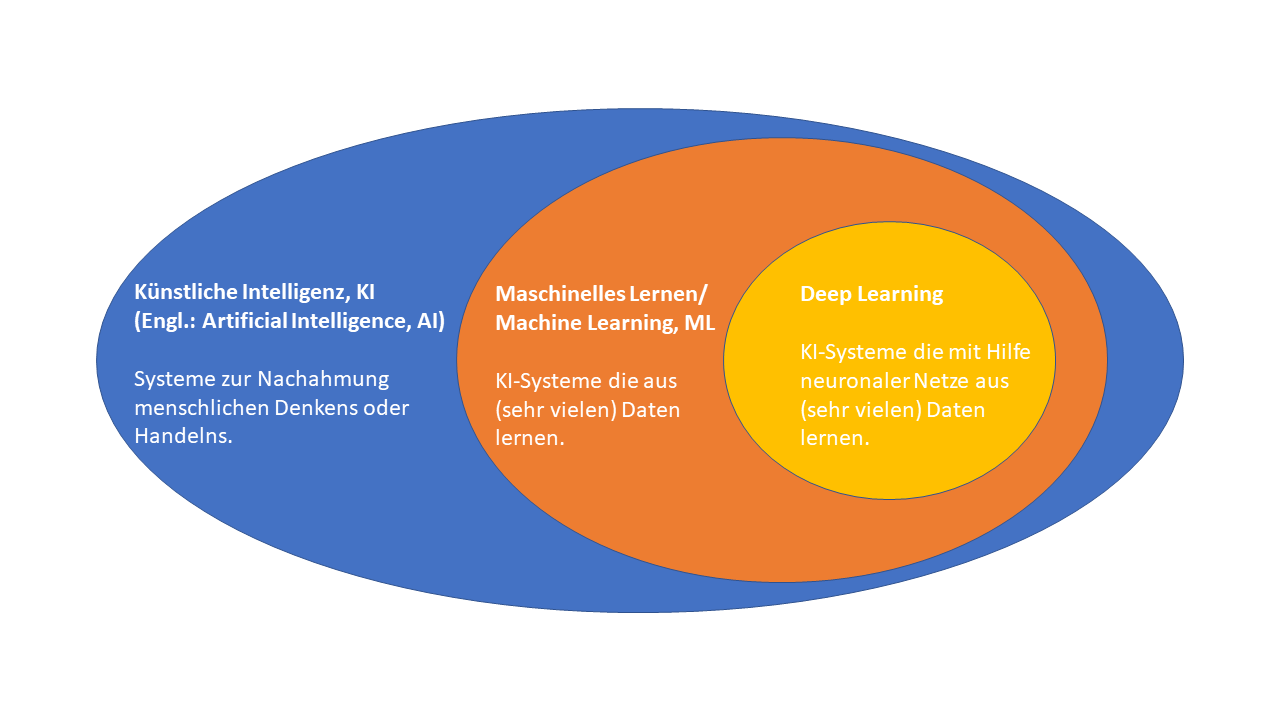 Künstliche Intelligenz, KI
(Engl.: Artificial Intelligence, AI)
Systeme zur Nachahmung
menschlichen Denkens oder
Handelns.
Maschinelles Lernen/
Machine Learning, ML
KI-Systeme die aus
(sehr vielen) Daten
lernen.
Deep Learning
KI-Systeme die mit Hilfe
neuronaler Netze aus
(sehr vielen) Daten
lernen.